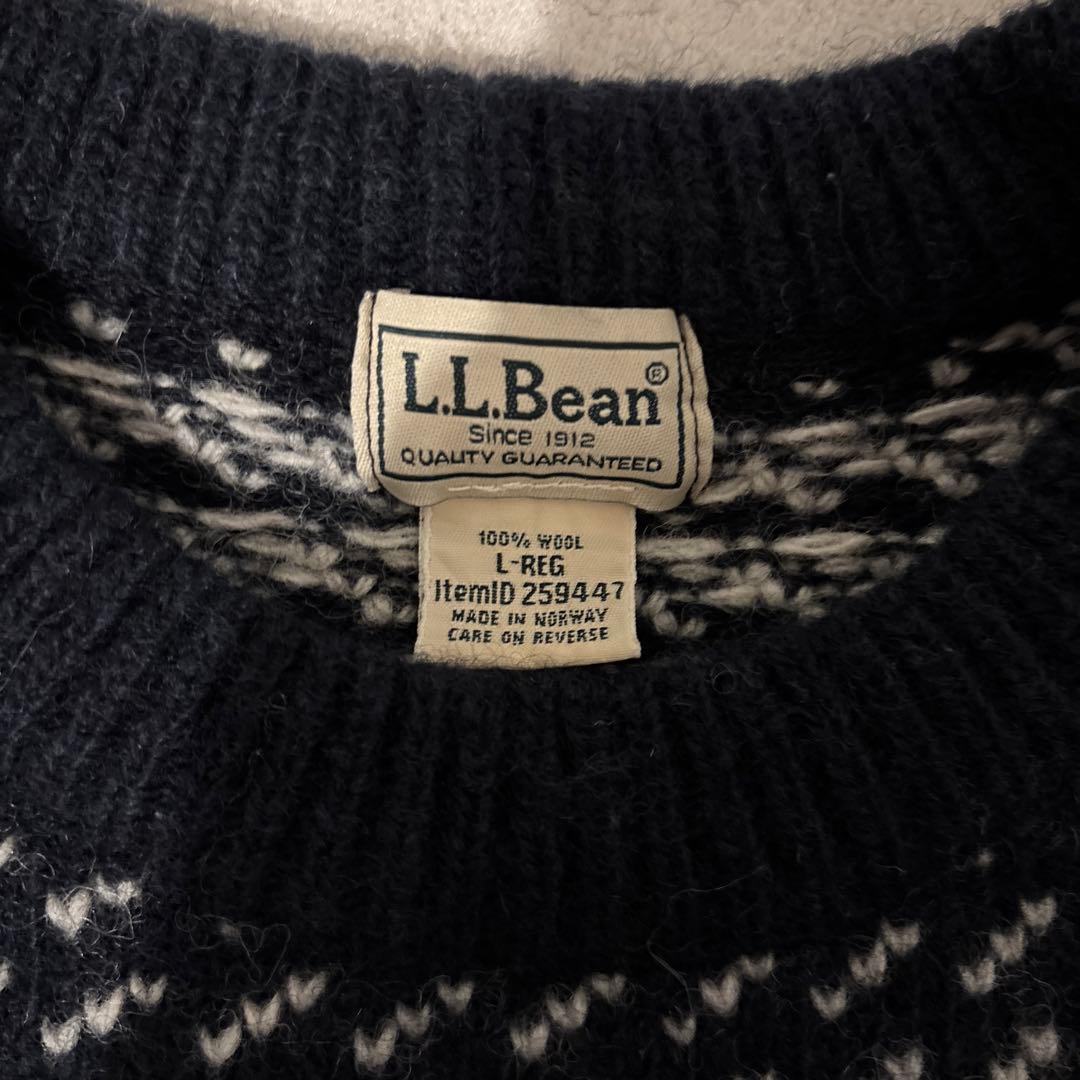 L.L.Bean®
Since 1912
QUALITY GUARANTEED
100% WOOL
L-REG
ItemID 259447
MADE IN NORWAY
CARE ON REVERSE